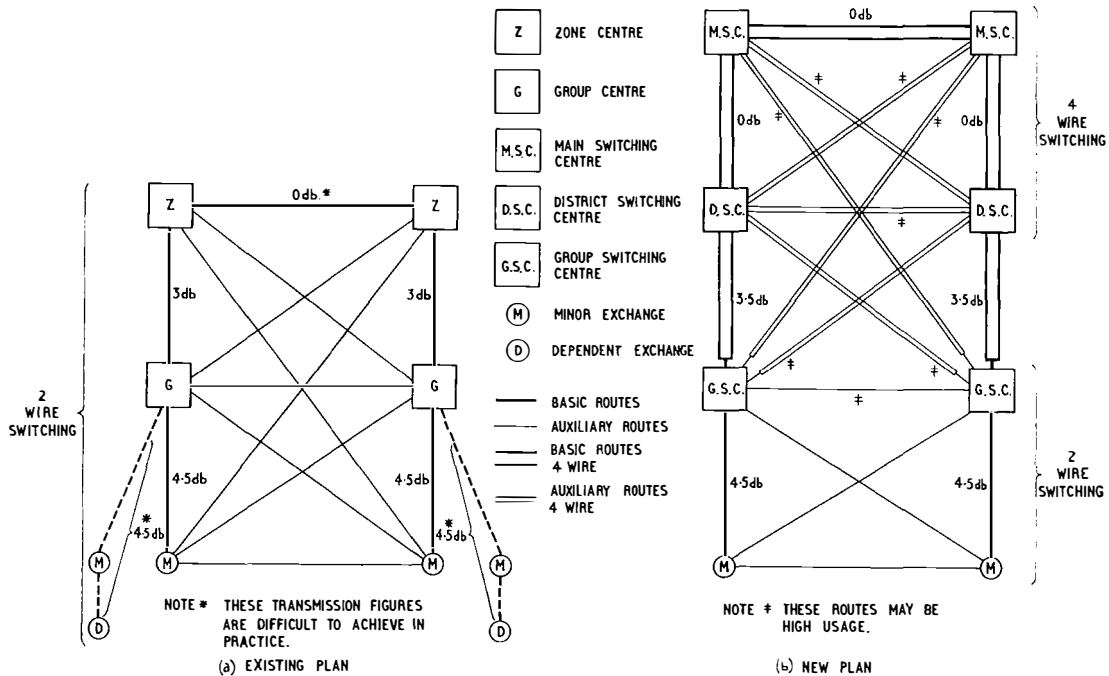 Z
Z
0db.*
3db
3db
G
G
2
WIRE
SWITCHING
4.5db
4.5db
*
4.5db
*
4.5db
M
M
M
M
D
D
NOTE * THESE TRANSMISSION FIGURES
ARE DIFFICULT TO ACHIEVE IN
PRACTICE.
(a) EXISTING PLAN
Z
ZONE CENTRE
G
GROUP CENTRE
M.S.C.
MAIN SWITCHING
CENTRE
D.S.C.
DISTRICT SWITCHING
CENTRE
G.S.C.
GROUP SWITCHING
CENTRE
M
MINOR EXCHANGE
D
DEPENDENT EXCHANGE
BASIC ROUTES
AUXILIARY ROUTES
BASIC ROUTES
4 WIRE
AUXILIARY ROUTES
4 WIRE
M.S.C.
0db
M.S.C.
‡
‡
‡
‡
0db
0db
4
WIRE
SWITCHING
D.S.C.
D.S.C.
‡
3·5db
3·5db
‡
‡
G.S.C.
G.S.C.
‡
4.5db
4.5db
2
WIRE
SWITCHING
M
M
NOTE ‡ THESE ROUTES MAY BE
HIGH USAGE.
(b) NEW PLAN